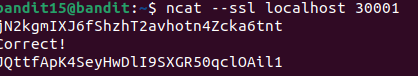 bandit15@bandit:~$ ncat --ssl localhost 30001
jN2kgmIXJ6fShzhT2avhotn4Zcka6tnt
Correct!
JQttfApK4SeyHwDlI9SXGR50qclOAil1